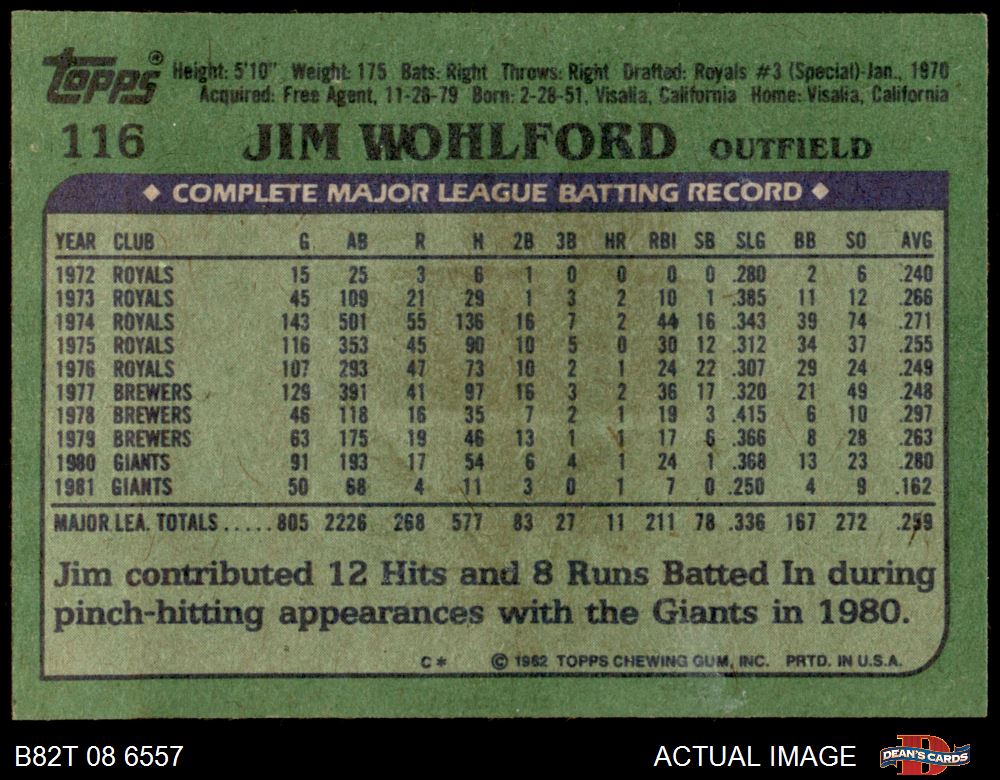 topps®
Height: 5'10" Weight: 175 Bats: Right Throws: Right Drafted: Royals #3 (Special)-Jan., 1970
Acquired: Free Agent, 11-28-79 Born: 2-28-51, Visalia, California Home: Visalia, California
116 JIM WOHLFORD OUTFIELD
◆ COMPLETE MAJOR LEAGUE BATTING RECORD ◆
YEAR CLUB G AB R H 2B 3B HR RBI SB SLG BB SO AVG
1972 ROYALS 15 25 3 6 1 0 0 0 0 .280 2 6 .240
1973 ROYALS 45 109 21 29 1 3 2 10 1 .385 11 12 .266
1974 ROYALS 143 501 55 136 16 7 2 44 16 .343 39 74 .271
1975 ROYALS 116 353 45 90 10 5 0 30 12 .312 34 37 .255
1976 ROYALS 107 293 47 73 10 2 1 24 22 .307 29 24 .249
1977 BREWERS 129 391 41 97 16 3 2 36 17 .320 21 49 .248
1978 BREWERS 46 118 16 35 7 2 1 19 3 .415 6 10 .297
1979 BREWERS 63 175 19 46 13 1 1 17 6 .366 8 28 .263
1980 GIANTS 91 193 17 54 6 4 1 24 1 .368 13 23 .280
1981 GIANTS 50 68 4 11 3 0 1 7 0 .250 4 9 .162
MAJOR LEA. TOTALS.....805 2226 268 577 83 27 11 211 78 .336 167 272 .259
Jim contributed 12 Hits and 8 Runs Batted In during
pinch-hitting appearances with the Giants in 1980.
C* © 1982 TOPPS CHEWING GUM, INC. PRTD. IN U.S.A.
B82T 08 6557 ACTUAL IMAGE DEAN'S CARDS